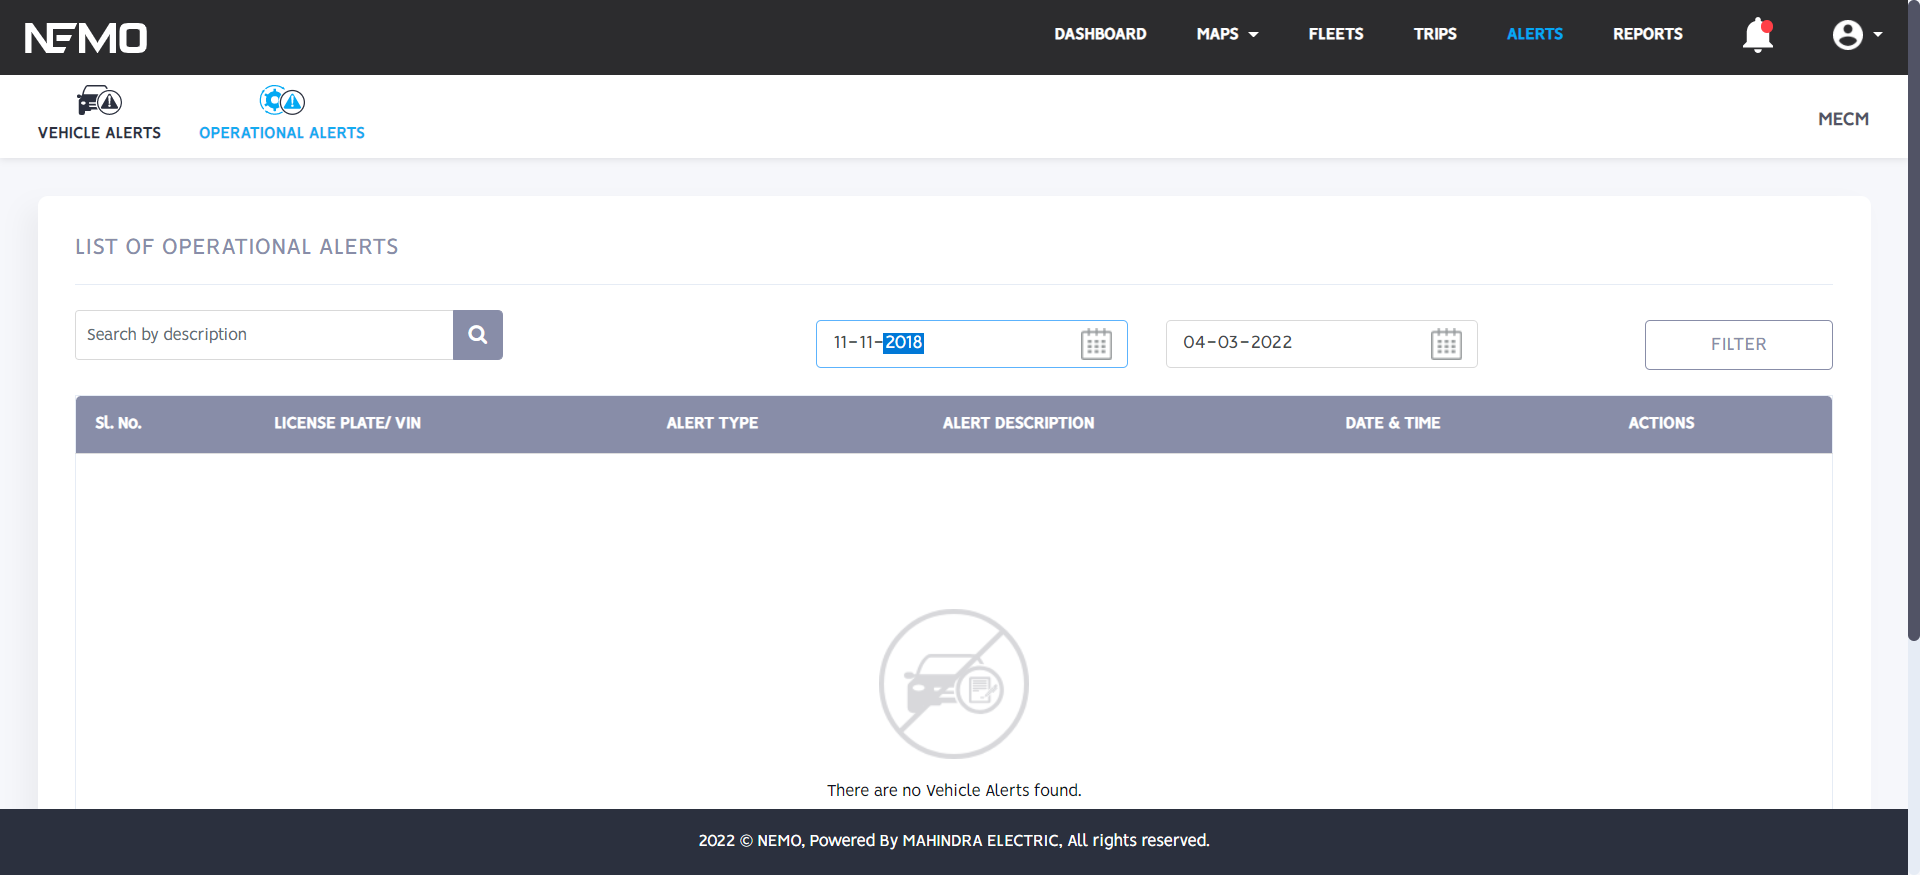 NEMO
DASHBOARD MAPS FLEETS TRIPS ALERTS REPORTS
VEHICLE ALERTS OPERATIONAL ALERTS
MECM
LIST OF OPERATIONAL ALERTS
Search by description 11-11-2018 04-03-2022 FILTER
Sl. No. LICENSE PLATE/ VIN ALERT TYPE ALERT DESCRIPTION DATE & TIME ACTIONS
There are no Vehicle Alerts found.
2022 © NEMO, Powered By MAHINDRA ELECTRIC, All rights reserved.